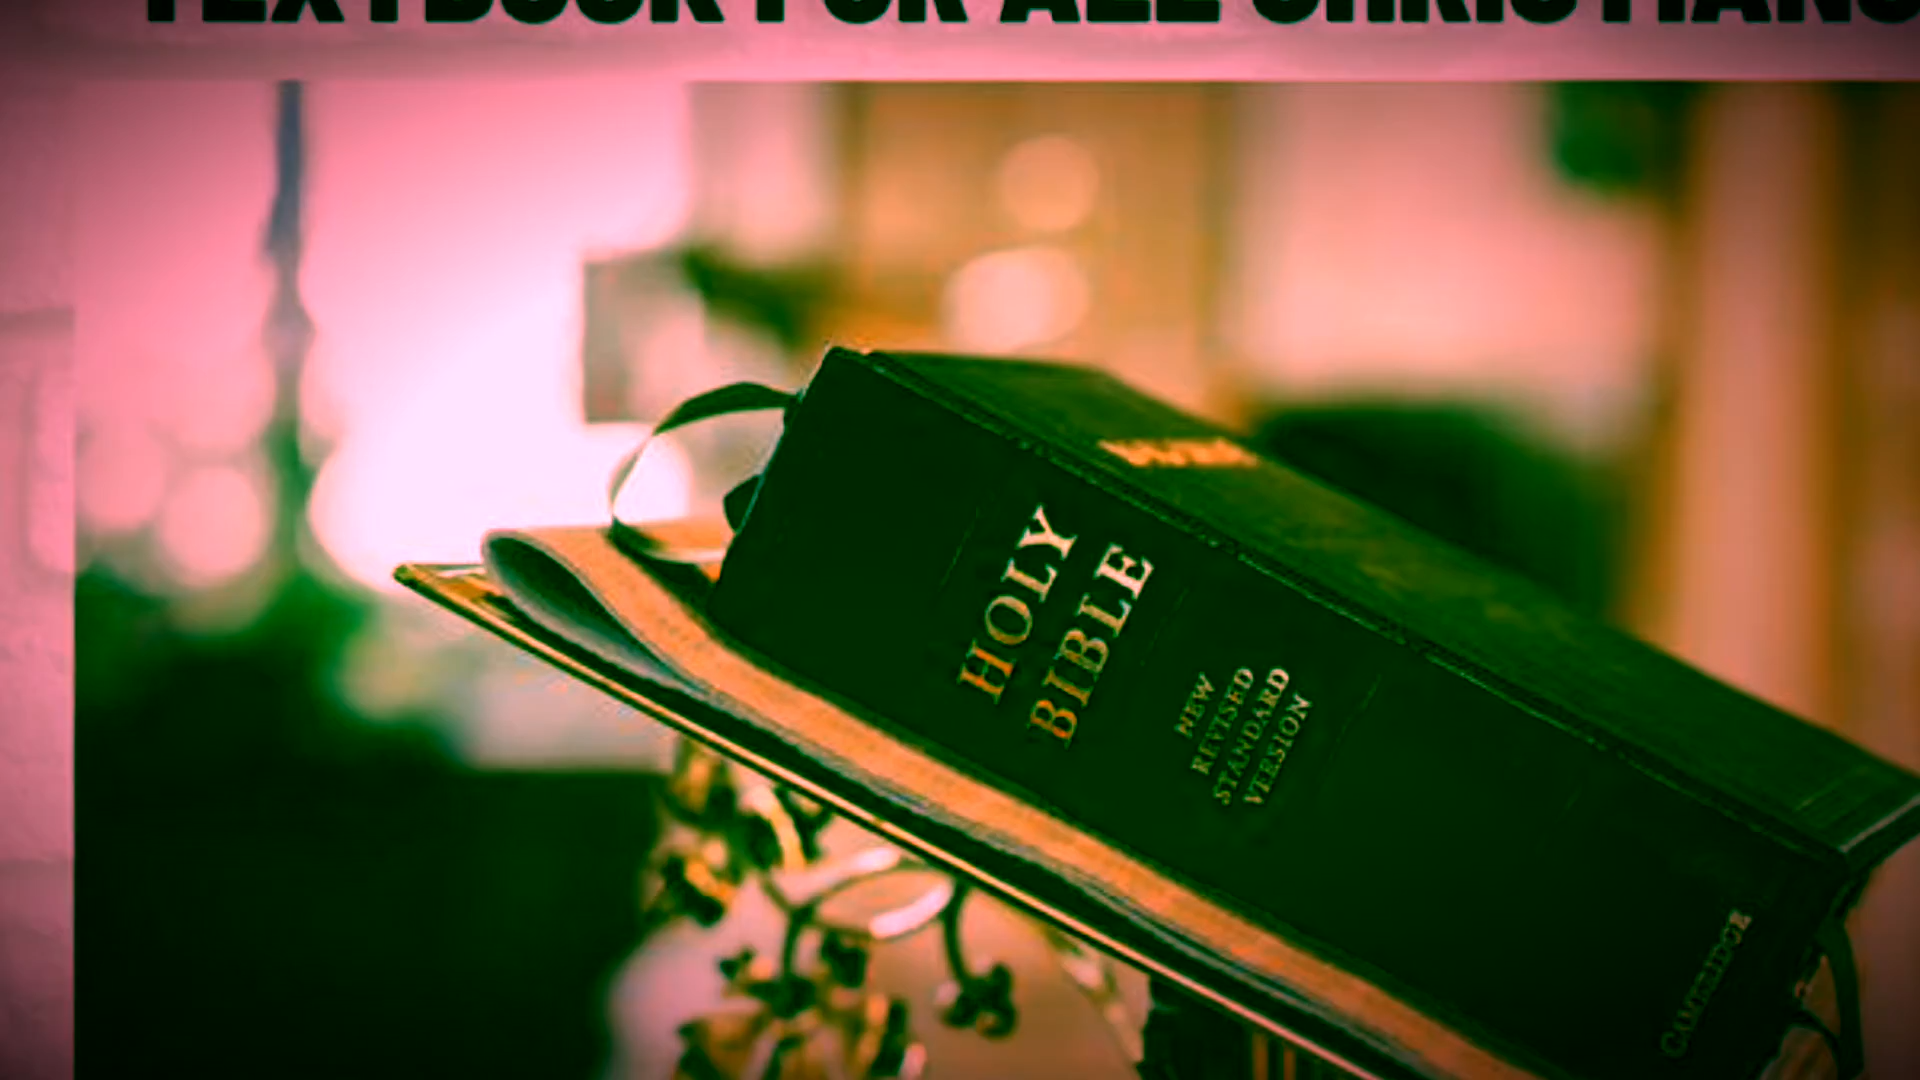 TEXTBOOK FOR ALL CHRISTIANS
HOLY
BIBLE
NEW
REVISED
STANDARD
VERSION
CAMBRIDGE